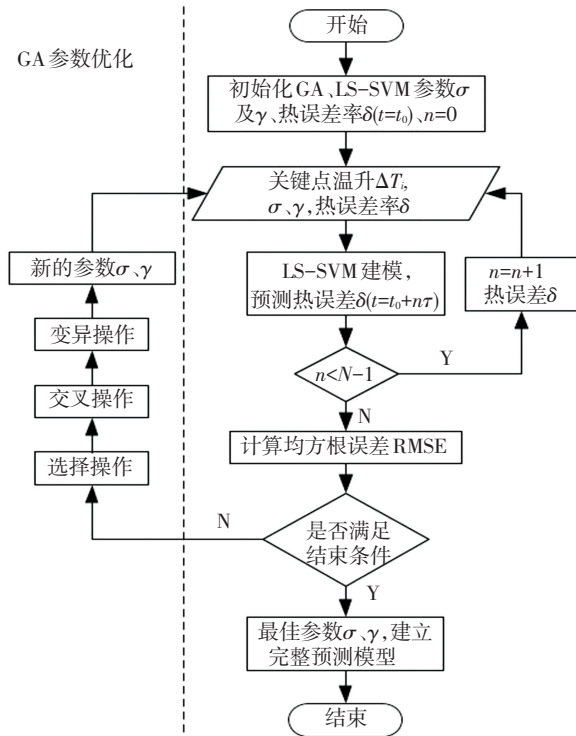 开始
GA参数优化
初始化GA、LS-SVM参数σ
及γ、热误差率δ(t=t₀)、n=0
关键点温升ΔTᵢ,
σ、γ,热误差率δ
新的参数σ、γ
LS-SVM建模,
预测热误差δ(t=t₀+nτ)
n=n+1
热误差δ
变异操作
n<N-1
Y
交叉操作
N
计算均方根误差RMSE
选择操作
N
是否满足
结束条件
Y
最佳参数σ、γ,建立
完整预测模型
结束